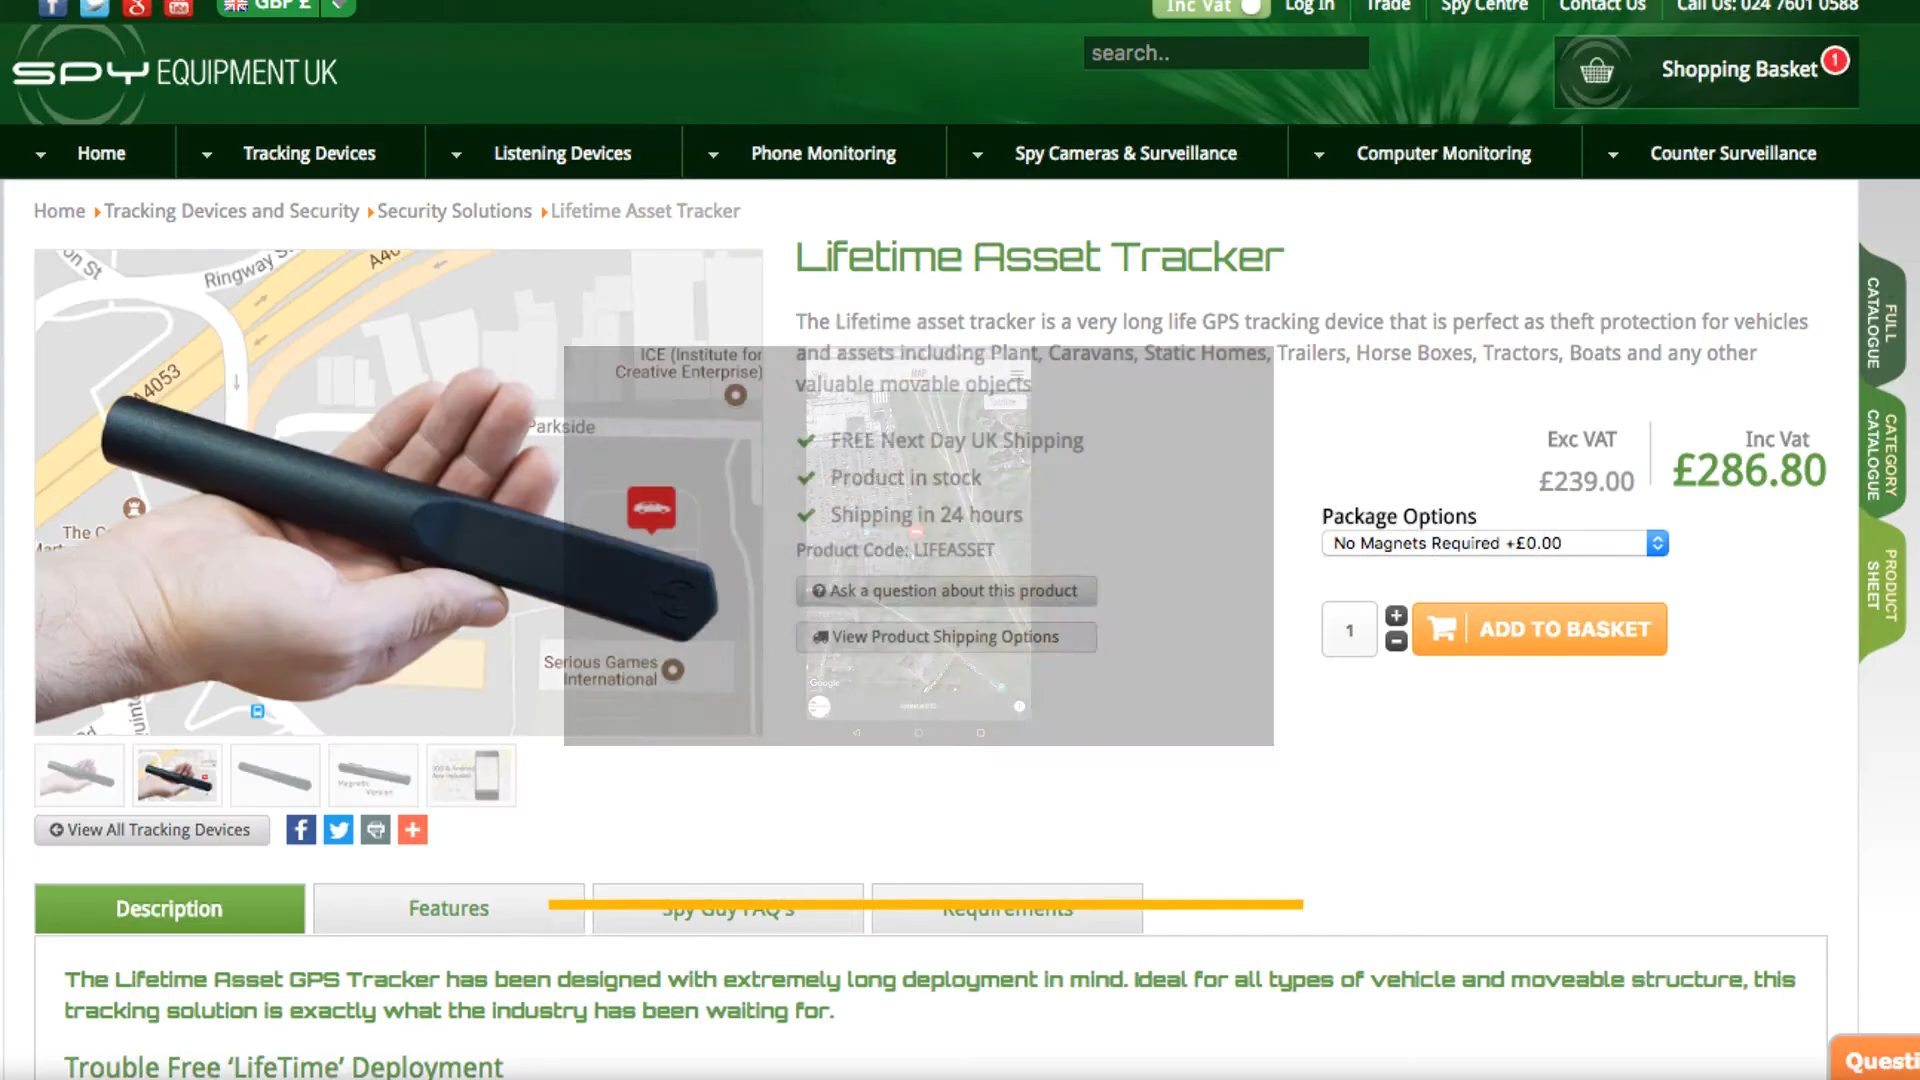 GBP £
Inc Vat
Log In
Trade
Spy Centre
Contact Us
Call Us: 024 7601 0588
SPY EQUIPMENT UK
search..
Shopping Basket
1
Home
Tracking Devices
Listening Devices
Phone Monitoring
Spy Cameras & Surveillance
Computer Monitoring
Counter Surveillance
Home Tracking Devices and Security Security Solutions Lifetime Asset Tracker
Lifetime Asset Tracker
The Lifetime asset tracker is a very long life GPS tracking device that is perfect as theft protection for vehicles
and assets including Plant, Caravans, Static Homes, Trailers, Horse Boxes, Tractors, Boats and any other
valuable movable objects
on St
Ringway
A4053
ICE (Institute for
Creative Enterprise)
Parkside
The
Serious Games
International
MAP
Google
FREE Next Day UK Shipping
Product in stock
Shipping in 24 hours
Product Code: LIFEASSET
Ask a question about this product
View Product Shipping Options
Exc VAT
£239.00
Inc Vat
£286.80
Package Options
No Magnets Required +£0.00
1
ADD TO BASKET
FULL
CATALOGUE
CATEGORY
CATALOGUE
PRODUCT
SHEET
Magnetic
Version
View All Tracking Devices
Description
Features
Spy Guy FAQ's
Requirements
The Lifetime Asset GPS Tracker has been designed with extremely long deployment in mind. Ideal for all types of vehicle and moveable structure, this
tracking solution is exactly what the industry has been waiting for.
Trouble Free ‘LifeTime’ Deployment
Questi